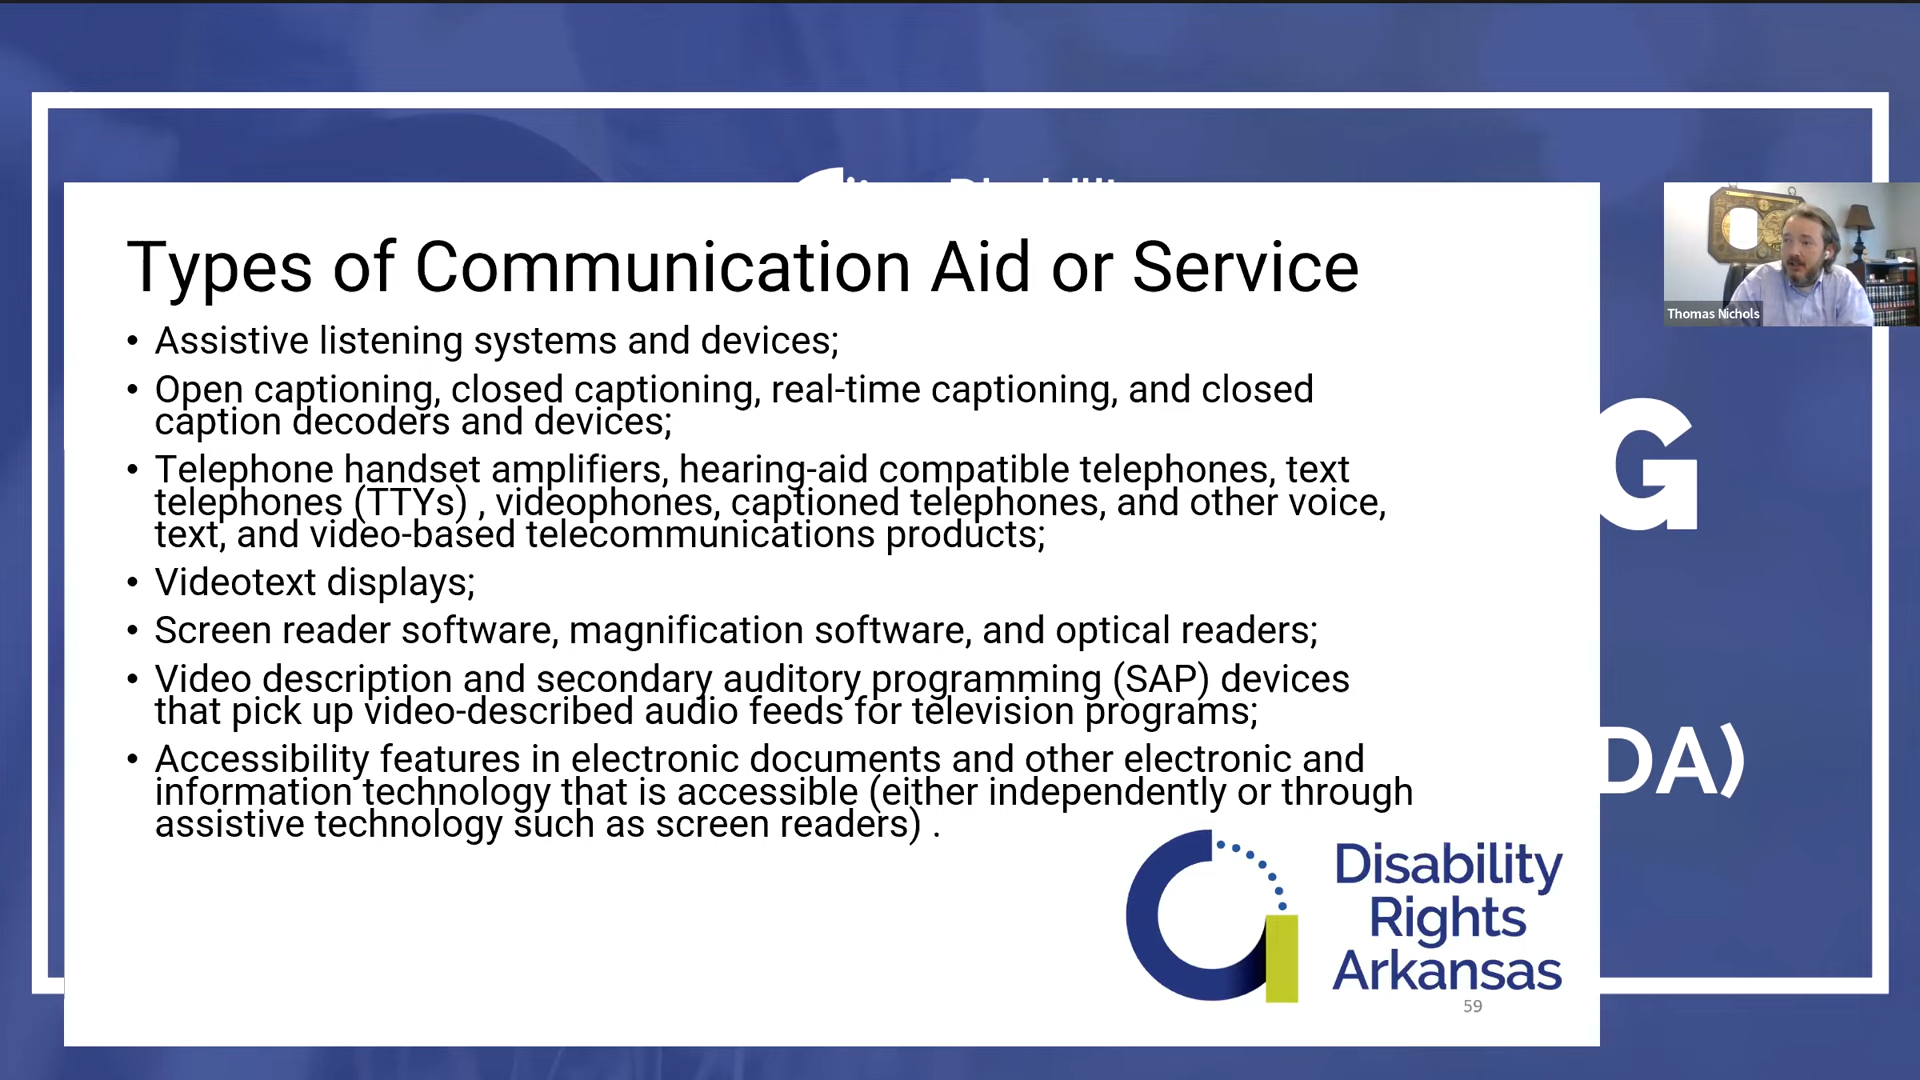 Types of Communication Aid or Service
• Assistive listening systems and devices;
• Open captioning, closed captioning, real-time captioning, and closed
caption decoders and devices;
• Telephone handset amplifiers, hearing-aid compatible telephones, text
telephones (TTYs) , videophones, captioned telephones, and other voice,
text, and video-based telecommunications products;
• Videotext displays;
• Screen reader software, magnification software, and optical readers;
• Video description and secondary auditory programming (SAP) devices
that pick up video-described audio feeds for television programs;
• Accessibility features in electronic documents and other electronic and
information technology that is accessible (either independently or through
assistive technology such as screen readers) .
Disability
Rights
Arkansas
59
Thomas Nichols
G
DA)